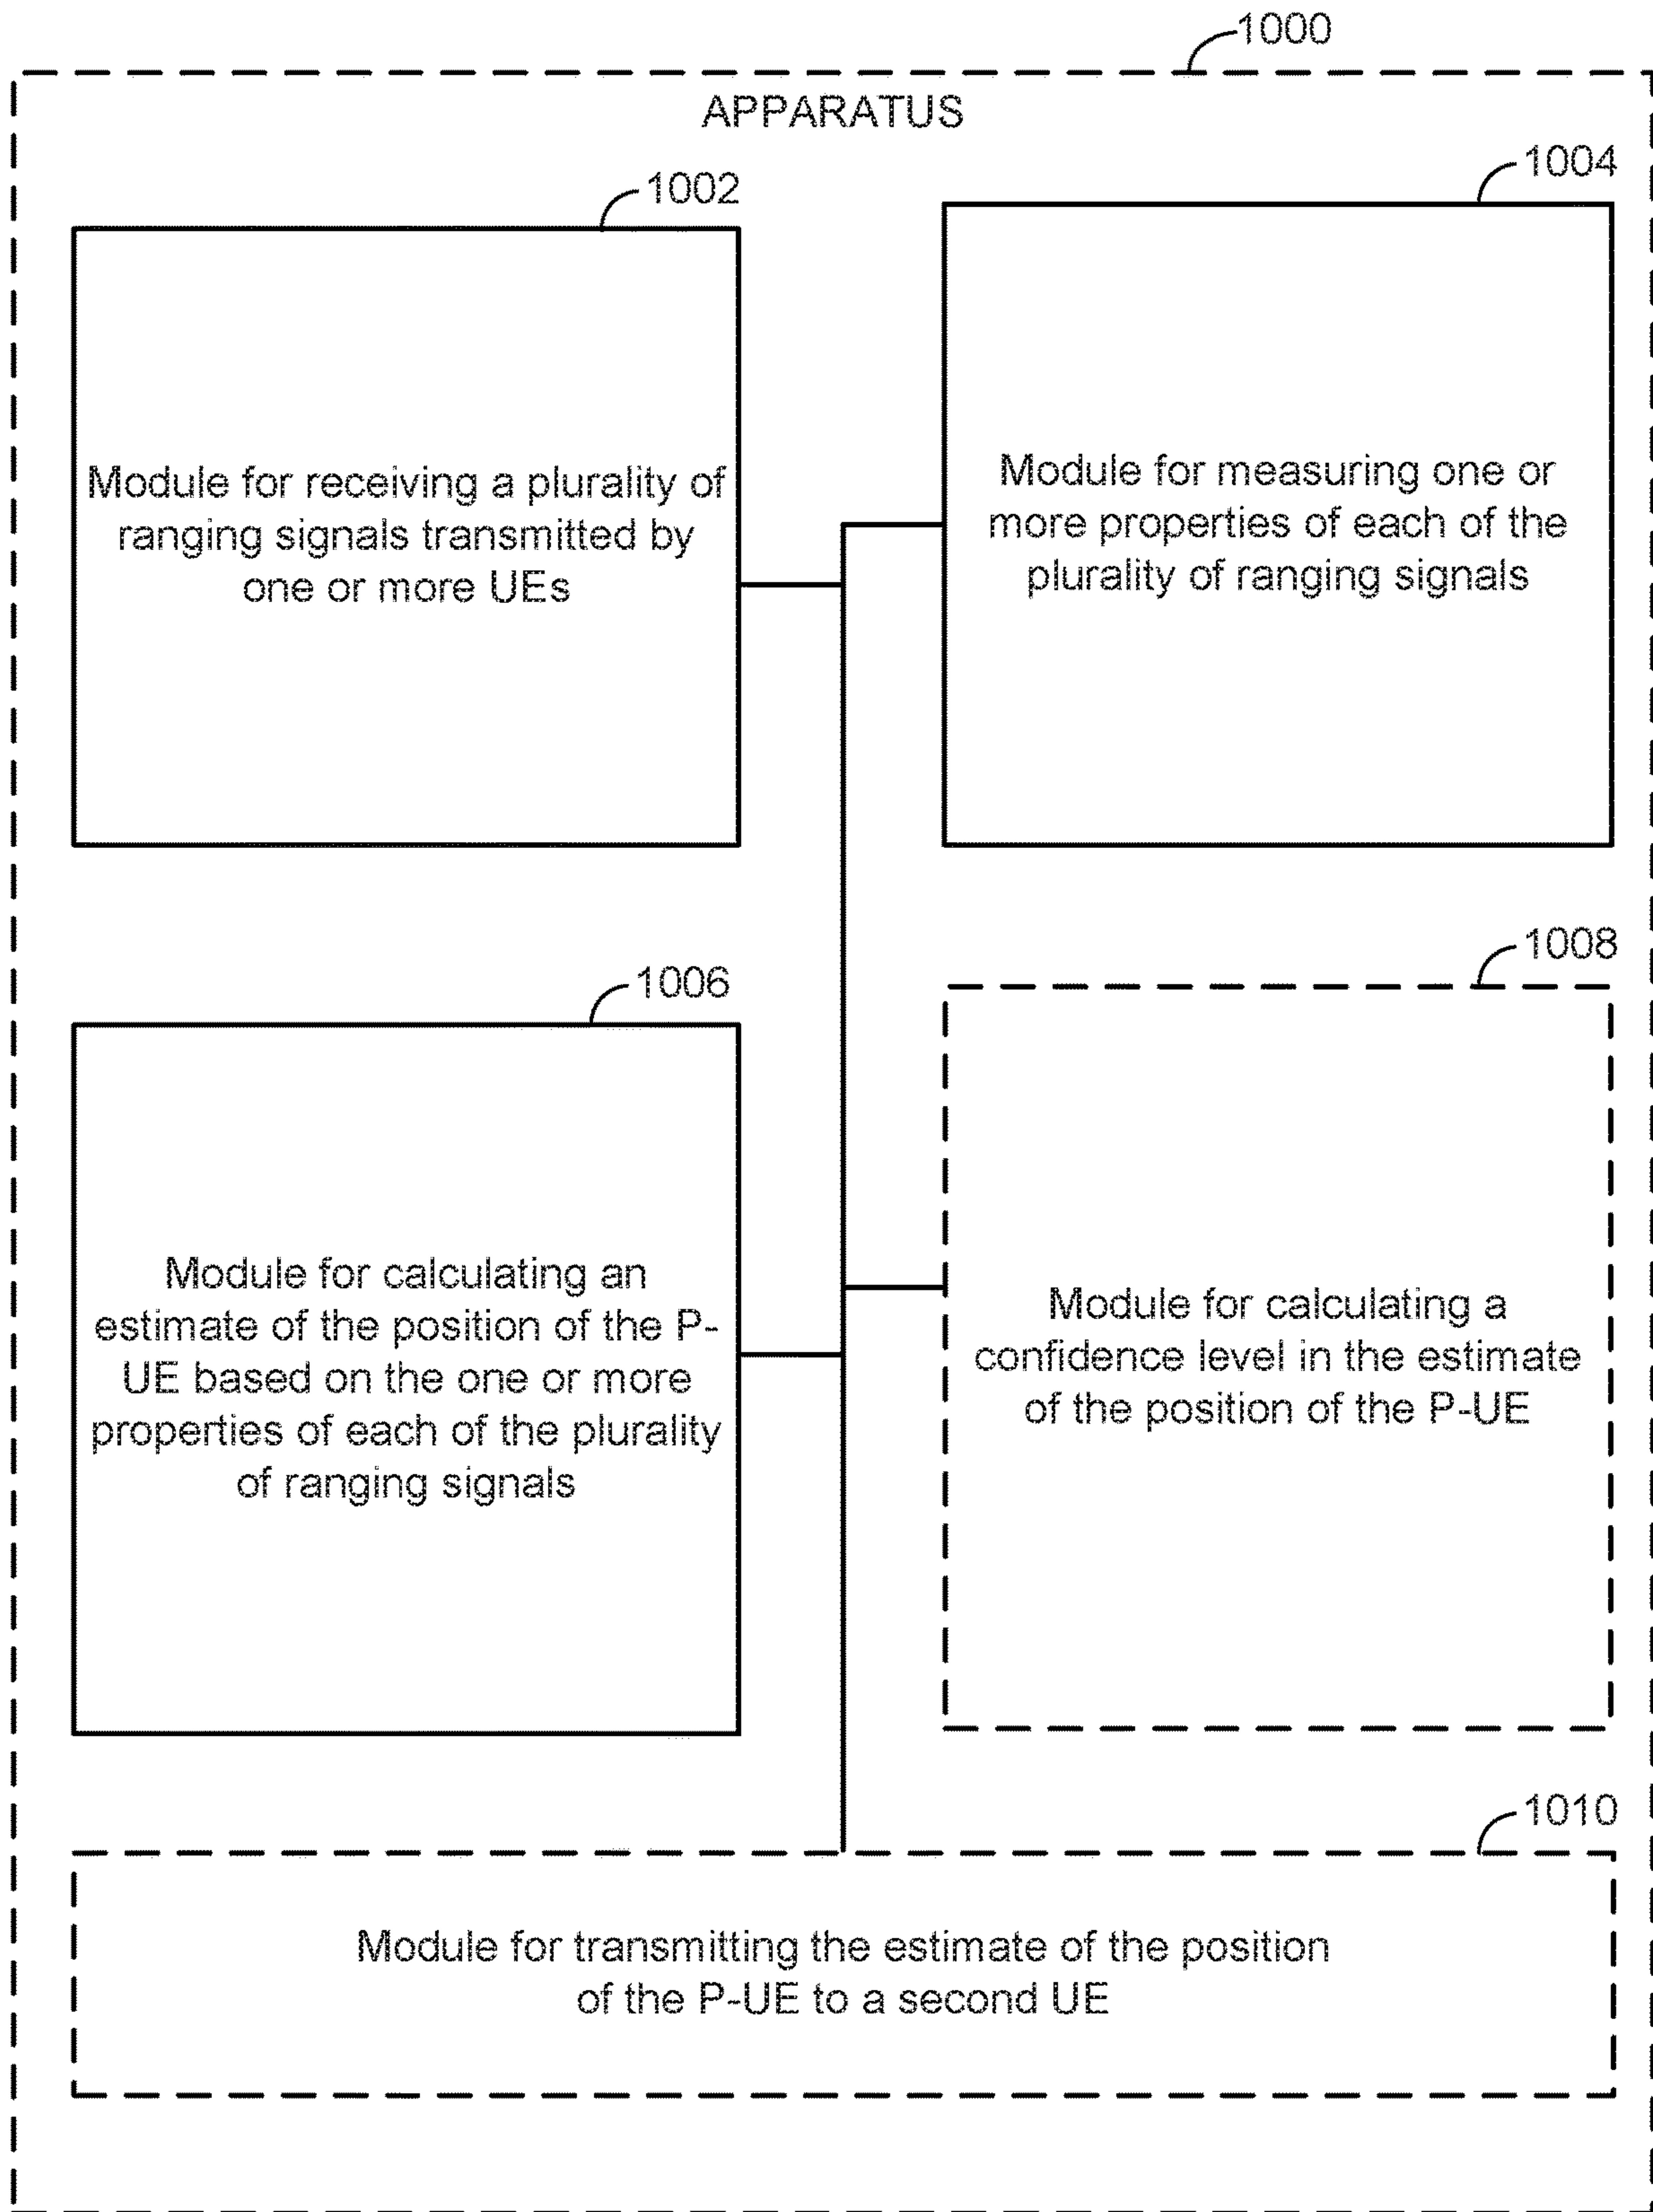 1000
APPARATUS
1002
1004
Module for receiving a plurality of
ranging signals transmitted by
one or more UEs
Module for measuring one or
more properties of each of the
plurality of ranging signals
1006
1008
Module for calculating an
estimate of the position of the P-
UE based on the one or more
properties of each of the plurality
of ranging signals
Module for calculating a
confidence level in the estimate
of the position of the P-UE
1010
Module for transmitting the estimate of the position
of the P-UE to a second UE